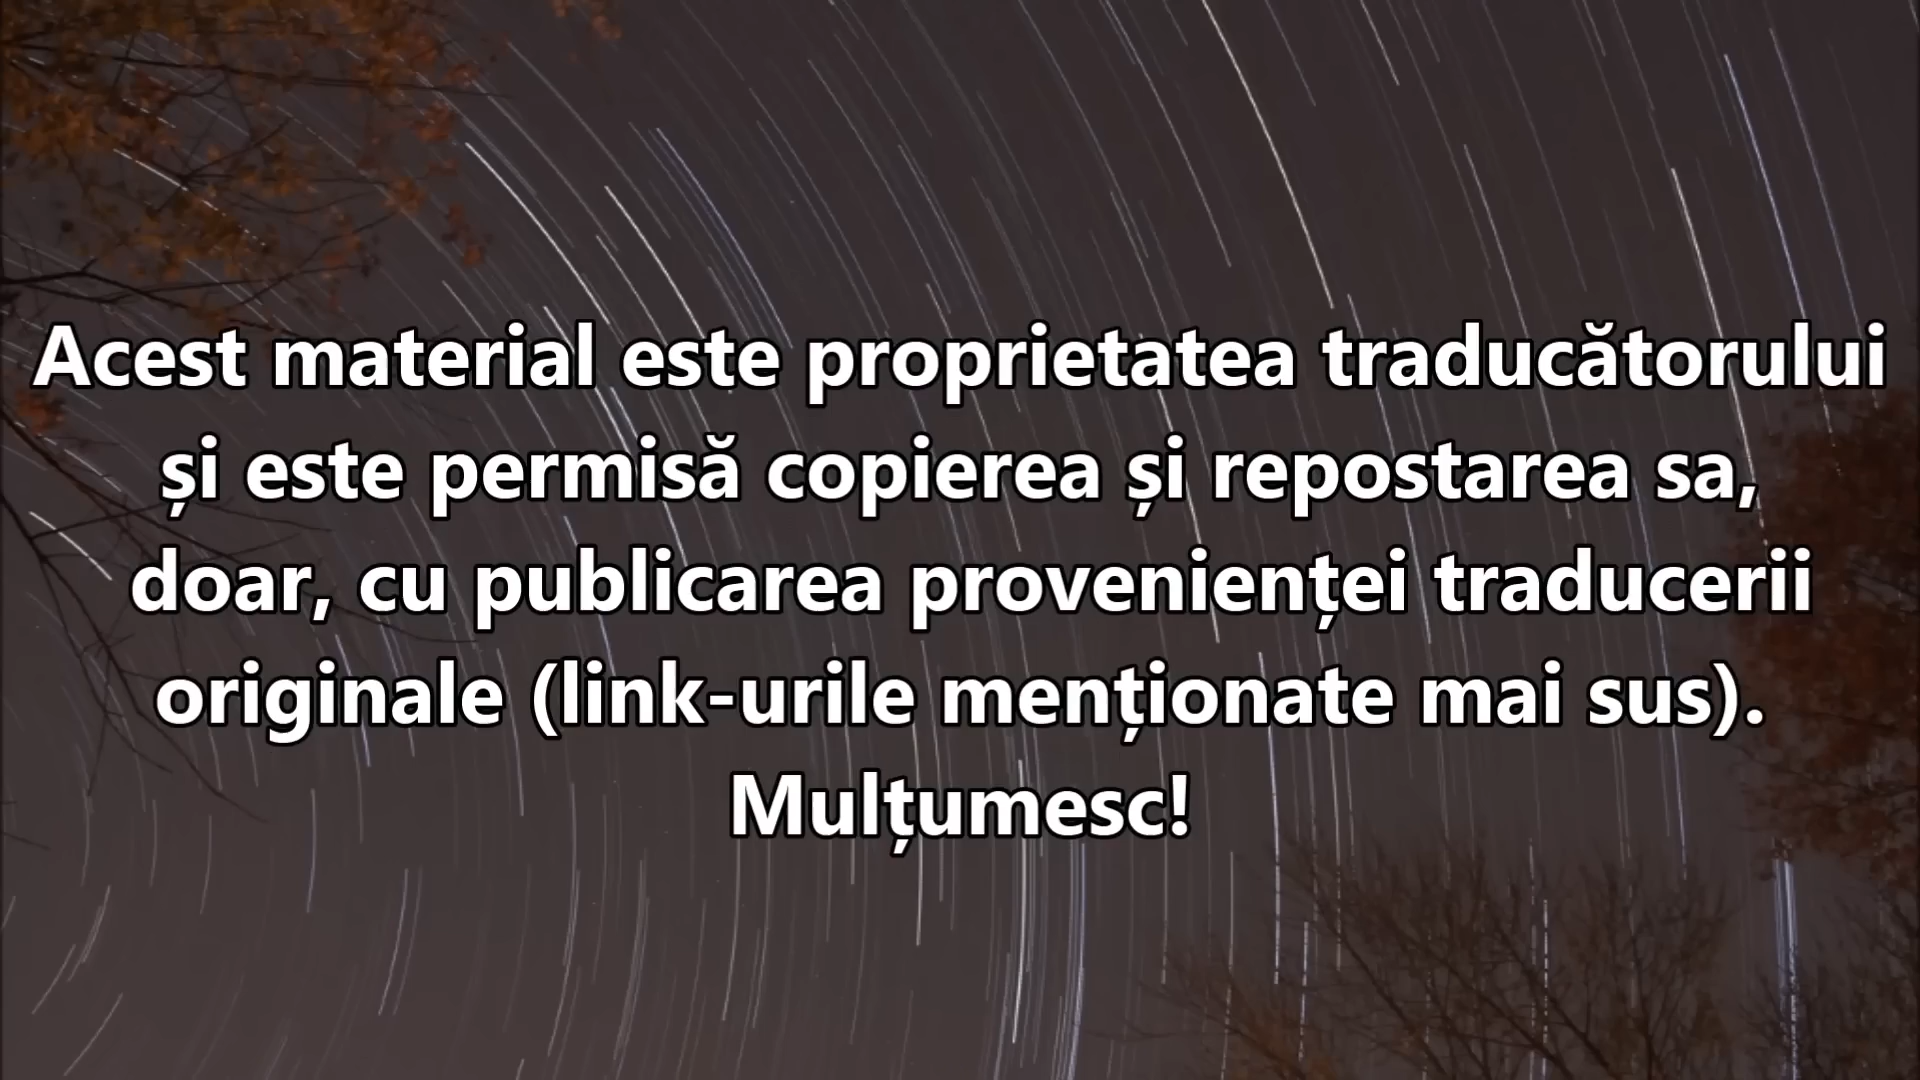 Acest material este proprietatea traducătorului
și este permisă copierea și repostarea sa,
doar, cu publicarea provenienței traducerii
originale (link-urile menționate mai sus).
Mulțumesc!